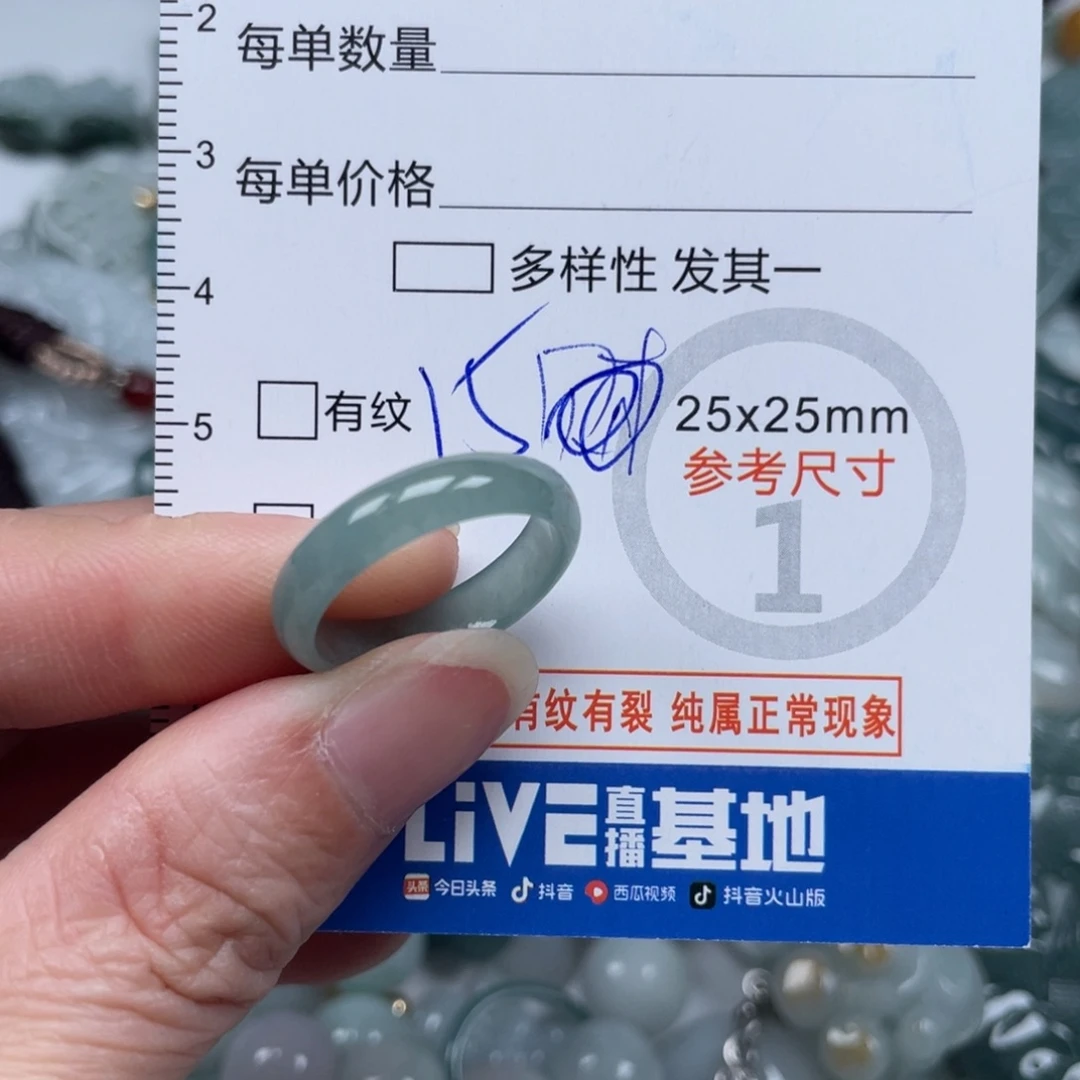 2
每单数量
3
每单价格
4
多样性 发其一
15
5
有纹
25x25mm
参考尺寸
1
有纹有裂 纯属正常现象
LiVE直播基地
头条 今日头条 抖音 西瓜视频 抖音火山版